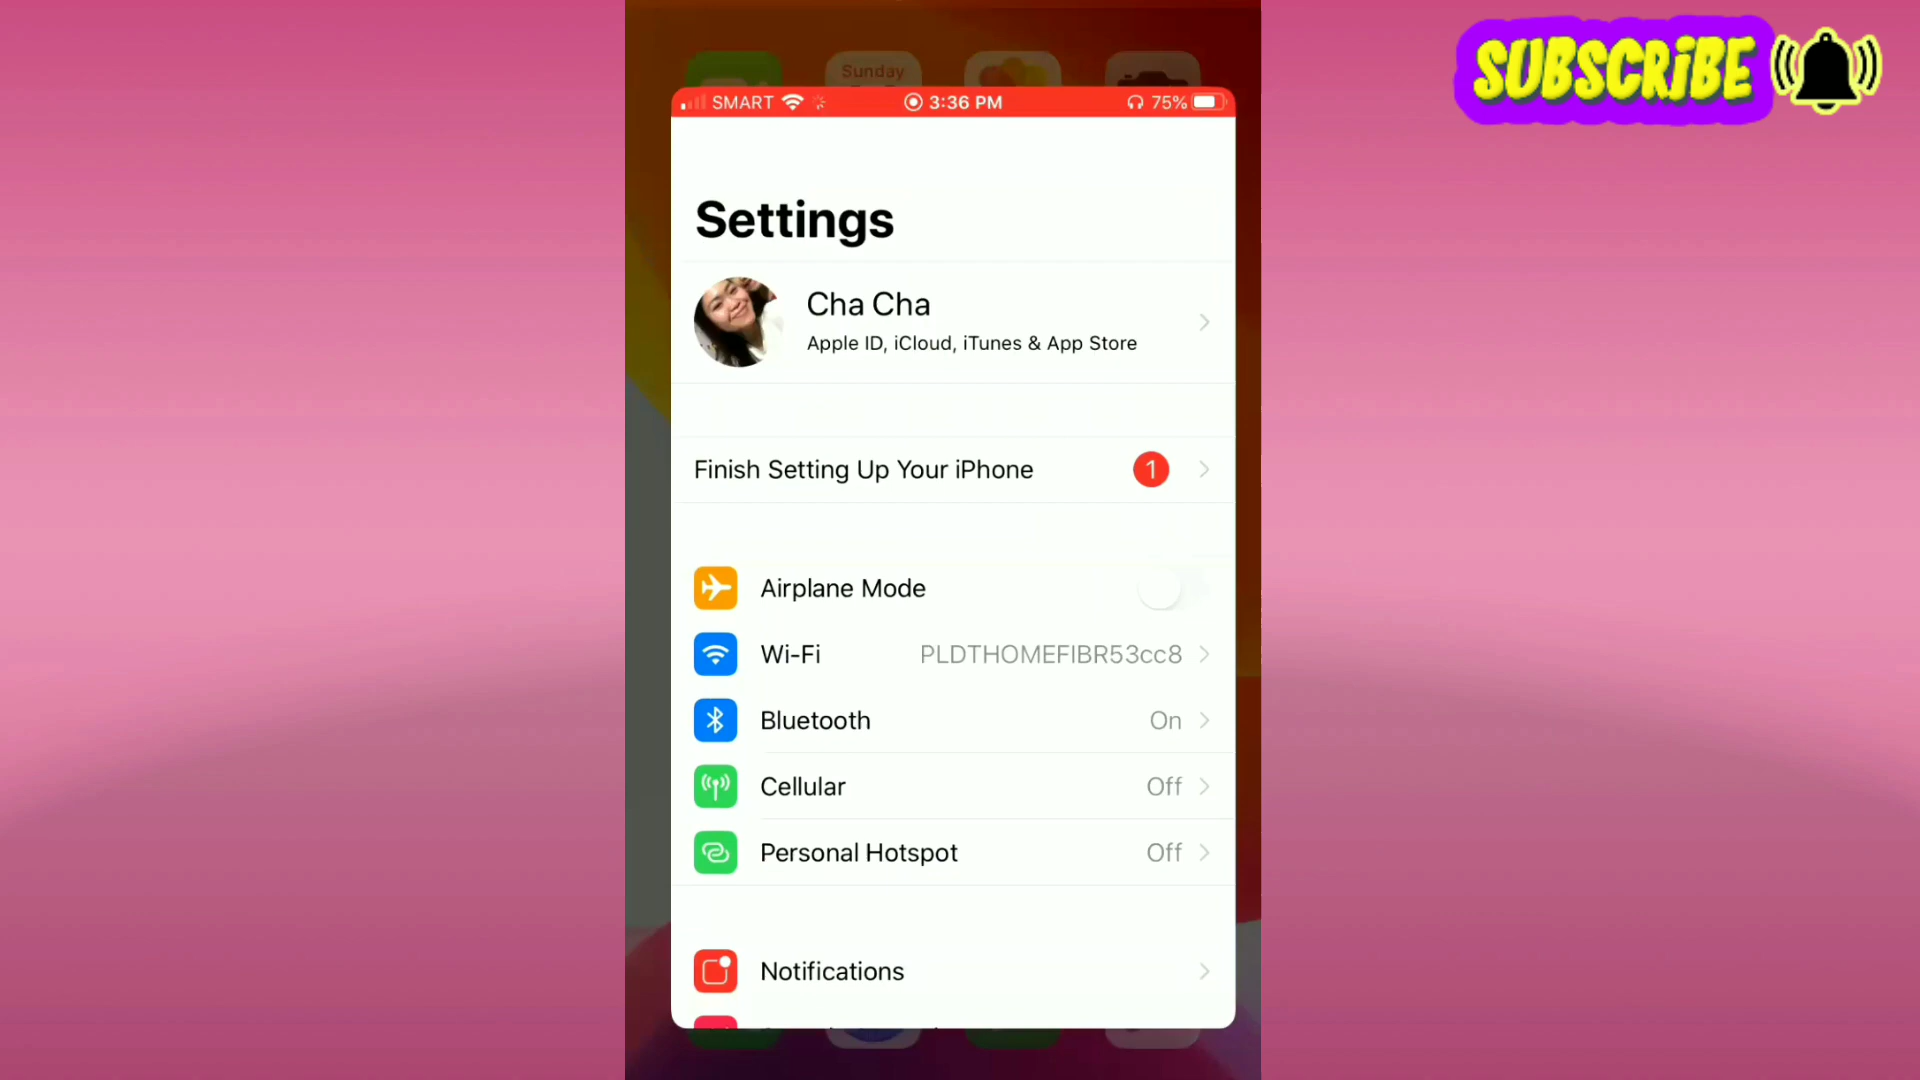 SUBSCRiBE
Sunday
SMART 3:36 PM 75%
Settings
Cha Cha
Apple ID, iCloud, iTunes & App Store
Finish Setting Up Your iPhone 1
Airplane Mode
Wi-Fi PLDTHOMEFIBR53cc8
Bluetooth On
Cellular Off
Personal Hotspot Off
Notifications